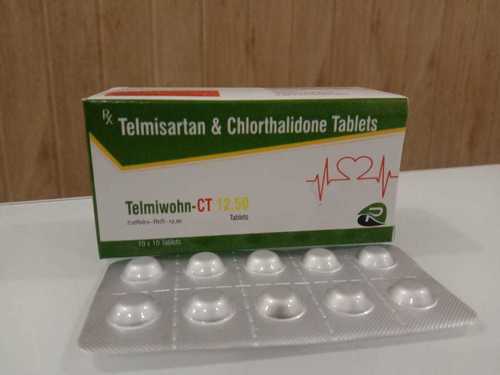 Rx
Telmisartan & Chlorthalidone Tablets
Telmiwohn-CT 12.50
Tablets
10 x 10 Tablets